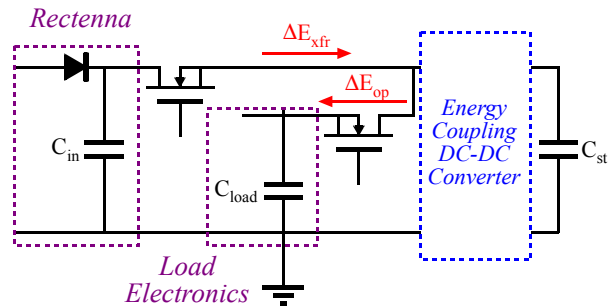 Rectenna
ΔE_xfr
ΔE_op
Energy
Coupling
DC-DC
Converter
C_in
C_load
C_st
Load
Electronics